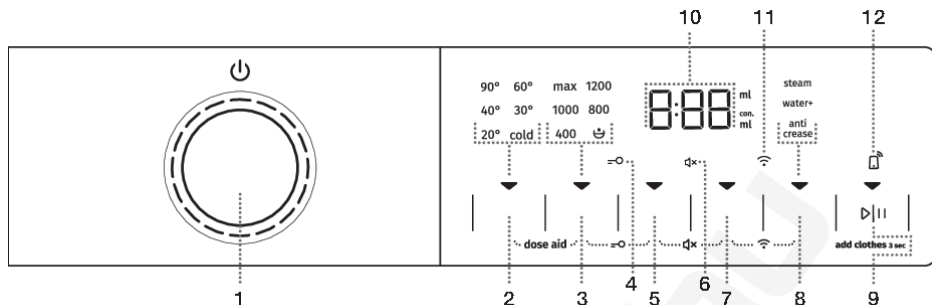 10 11 12
90° 60° max 1200 8:88 ml steam
40° 30° 1000 800 con. ml water+
20° cold 400 anti crease
dose aid add clothes 3 sec
4 6
1 2 3 5 7 8 9